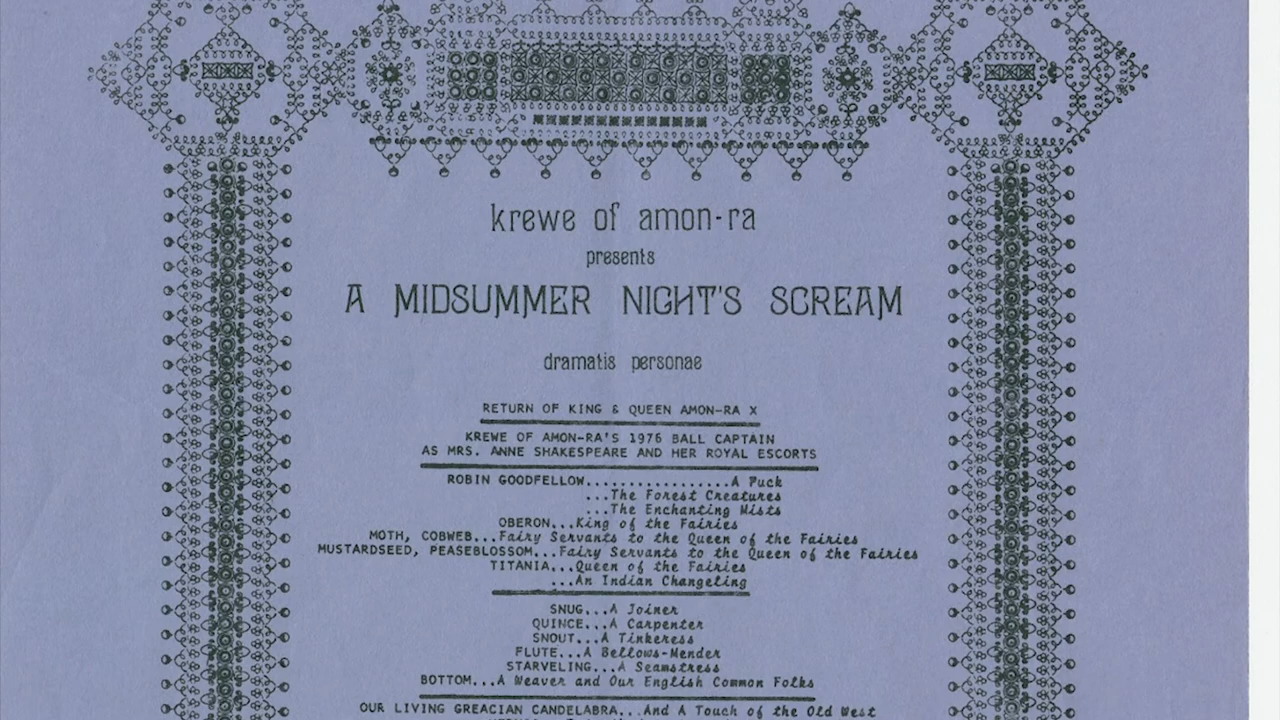 krewe of amon-ra
presents
A MIDSUMMER NIGHT'S SCREAM
dramatis personae
RETURN OF KING & QUEEN AMON-RA X
KREWE OF AMON-RA'S 1976 BALL CAPTAIN
AS MRS. ANNE SHAKESPEARE AND HER ROYAL ESCORTS
ROBIN GOODFELLOW.................A Puck
...The Forest Creatures
...The Enchanting Mists
OBERON...King of the Fairies
MOTH, COBWEB...Fairy Servants to the Queen of the Fairies
MUSTARDSEED, PEASEBLOSSOM...Fairy Servants to the Queen of the Fairies
TITANIA...Queen of the Fairies
...An Indian Changeling
SNUG...A Joiner
QUINCE...A Carpenter
SNOUT...A Tinkeress
FLUTE...A Bellows-Mender
STARVELING...A Seamstress
BOTTOM...A Weaver and Our English Common Folks
OUR LIVING GREACIAN CANDELABRA...And A Touch of the Old West